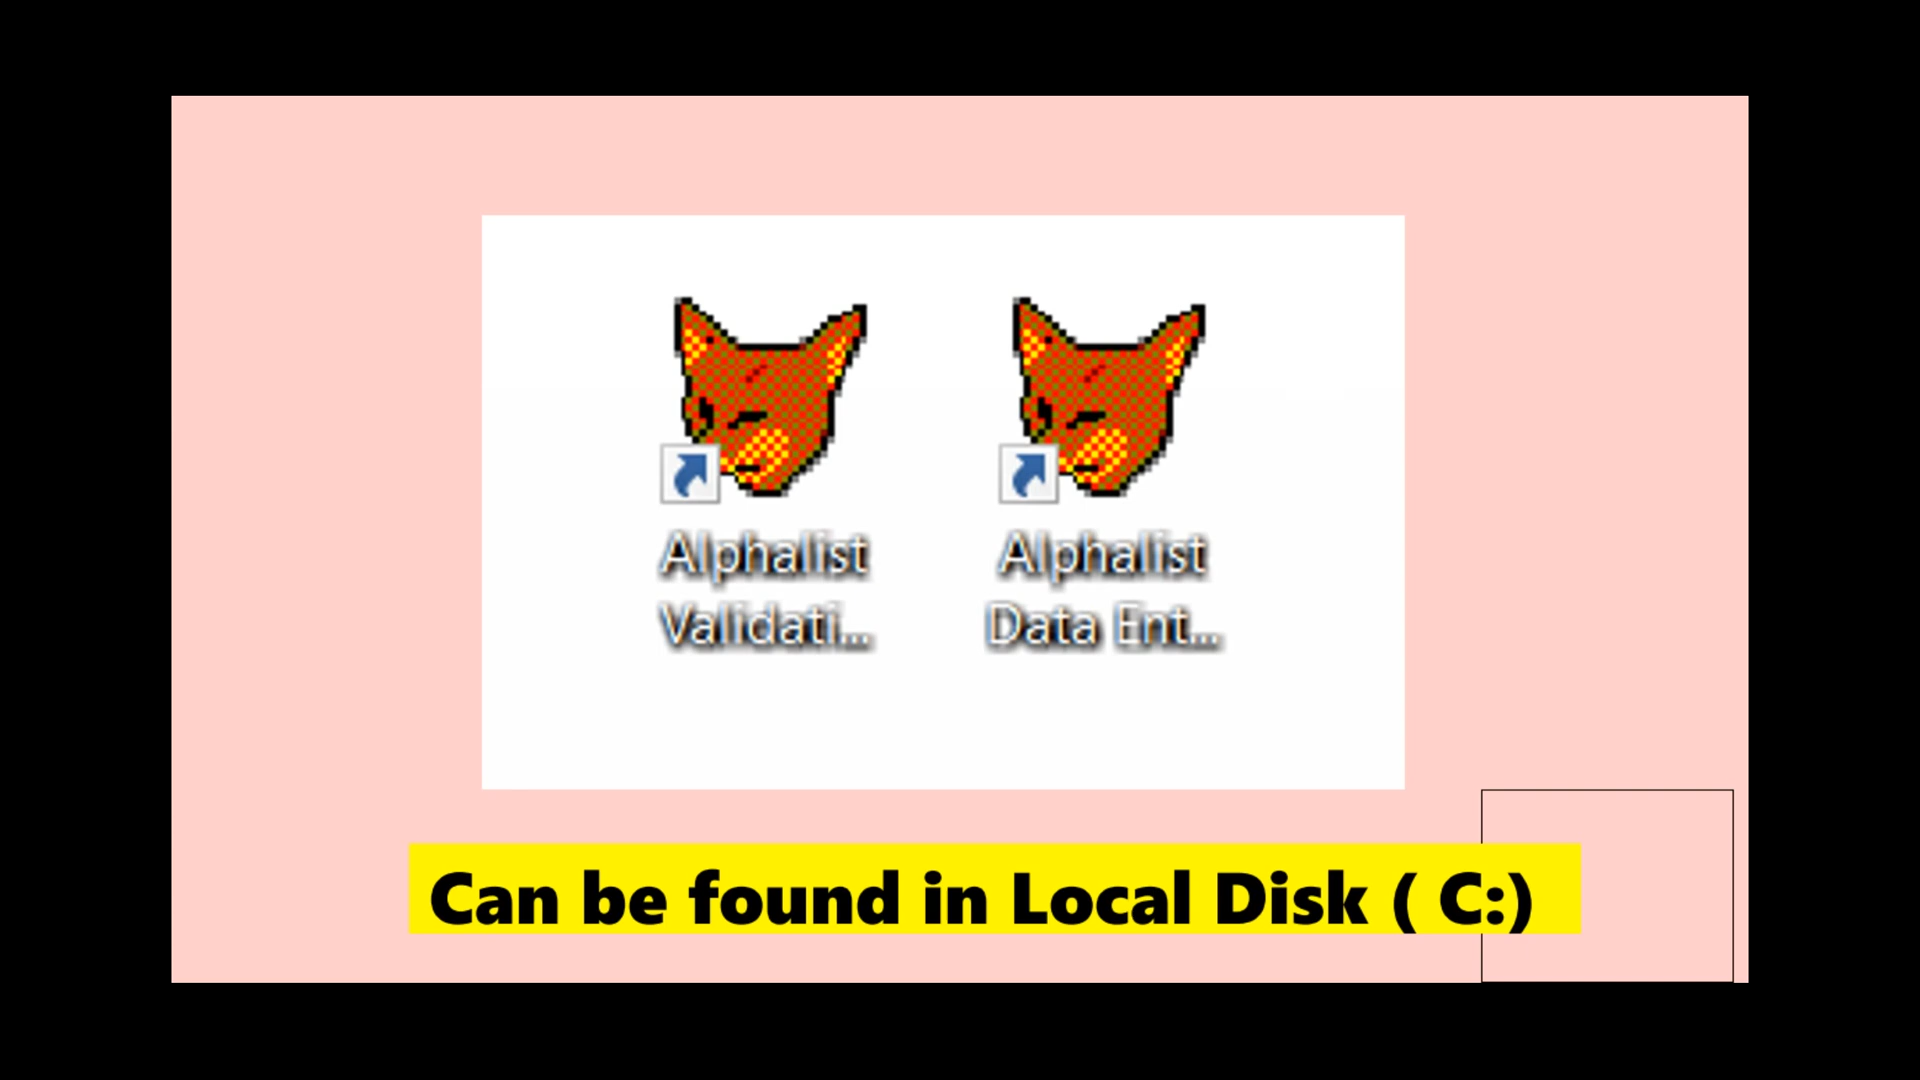 Alphalist
Validati...
Alphalist
Data Ent...
Can be found in Local Disk ( C:)